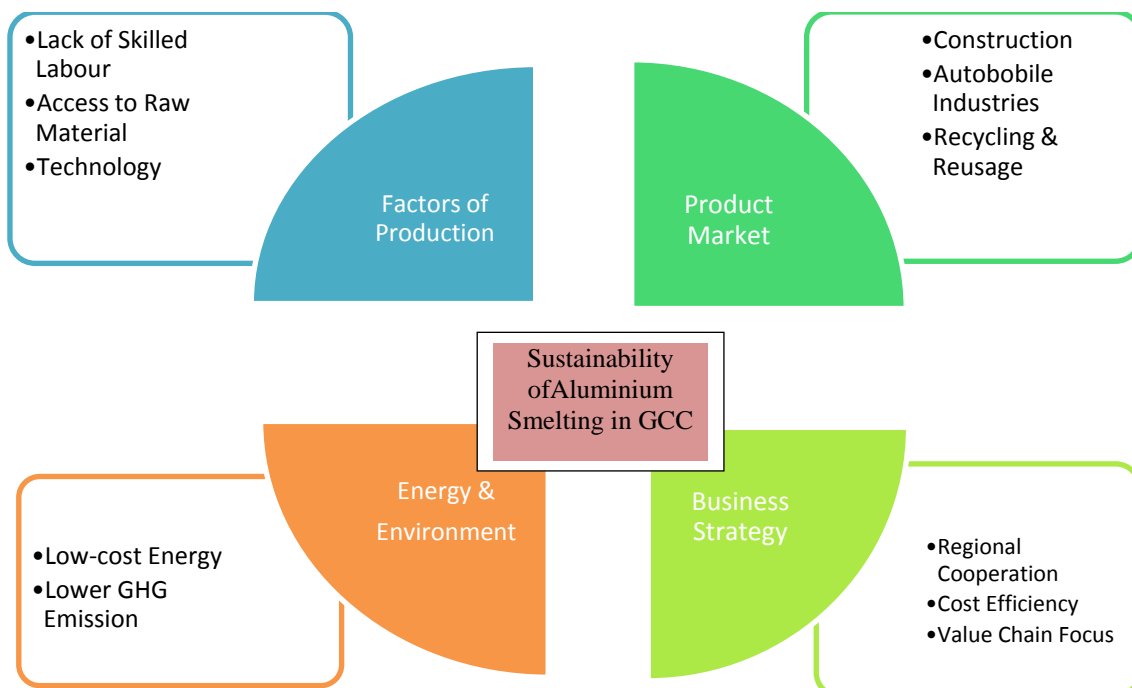 •Lack of Skilled
Labour
•Access to Raw
Material
•Technology
Factors of
Production
•Construction
•Autobobile
Industries
•Recycling &
Reusage
Product
Market
Sustainability
ofAluminium
Smelting in GCC
Energy &
Environment
•Low-cost Energy
•Lower GHG
Emission
Business
Strategy
•Regional
Cooperation
•Cost Efficiency
•Value Chain Focus